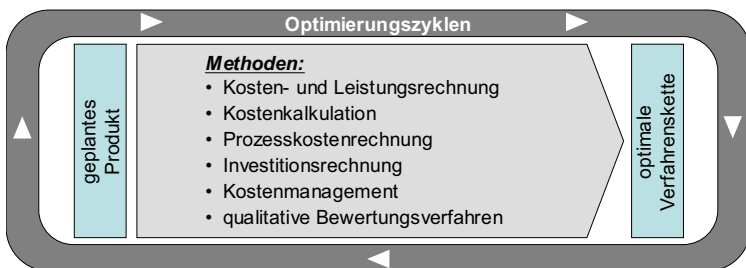 Optimierungszyklen
geplantes
Produkt
Methoden:
• Kosten- und Leistungsrechnung
• Kostenkalkulation
• Prozesskostenrechnung
• Investitionsrechnung
• Kostenmanagement
• qualitative Bewertungsverfahren
optimale
Verfahrenskette